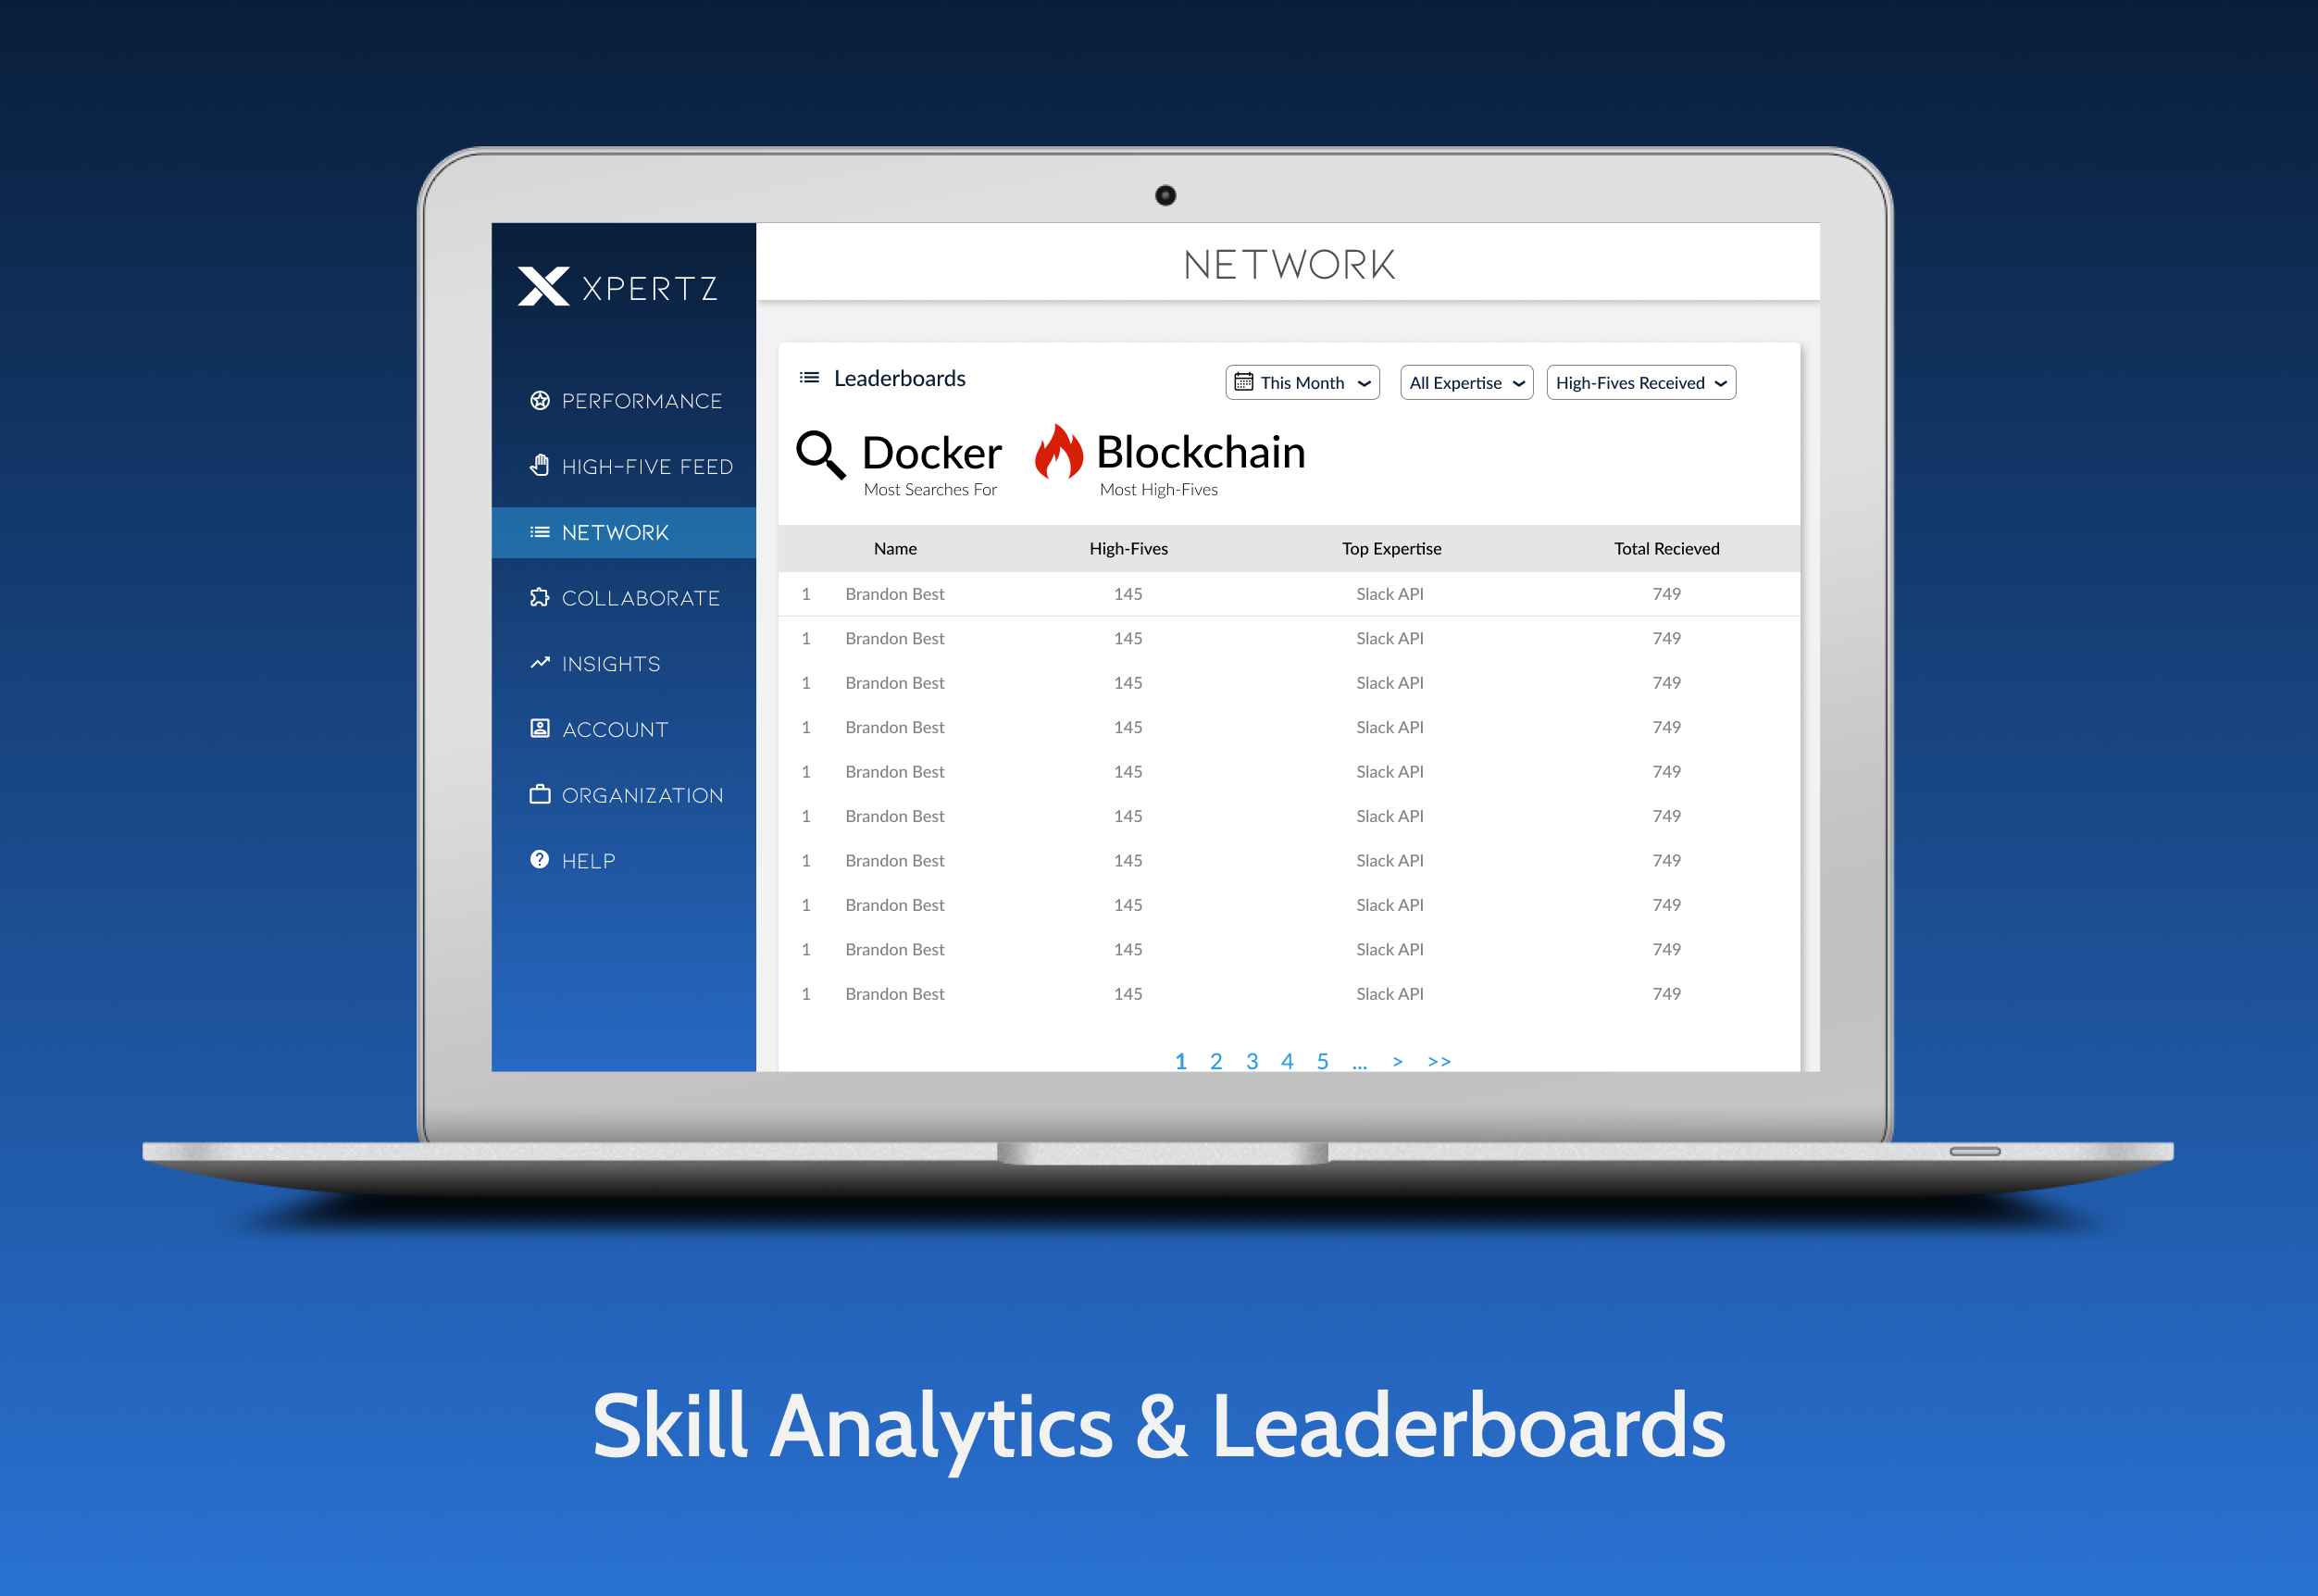 XPERTZ
PERFORMANCE
HIGH-FIVE FEED
NETWORK
COLLABORATE
INSIGHTS
ACCOUNT
ORGANIZATION
HELP
NETWORK
Leaderboards
This Month
All Expertise
High-Fives Received
Docker
Most Searches For
Blockchain
Most High-Fives
Name High-Fives Top Expertise Total Recieved
1 Brandon Best 145 Slack API 749
1 Brandon Best 145 Slack API 749
1 Brandon Best 145 Slack API 749
1 Brandon Best 145 Slack API 749
1 Brandon Best 145 Slack API 749
1 Brandon Best 145 Slack API 749
1 Brandon Best 145 Slack API 749
1 Brandon Best 145 Slack API 749
1 Brandon Best 145 Slack API 749
1 Brandon Best 145 Slack API 749
1 2 3 4 5 ... > >>
Skill Analytics & Leaderboards